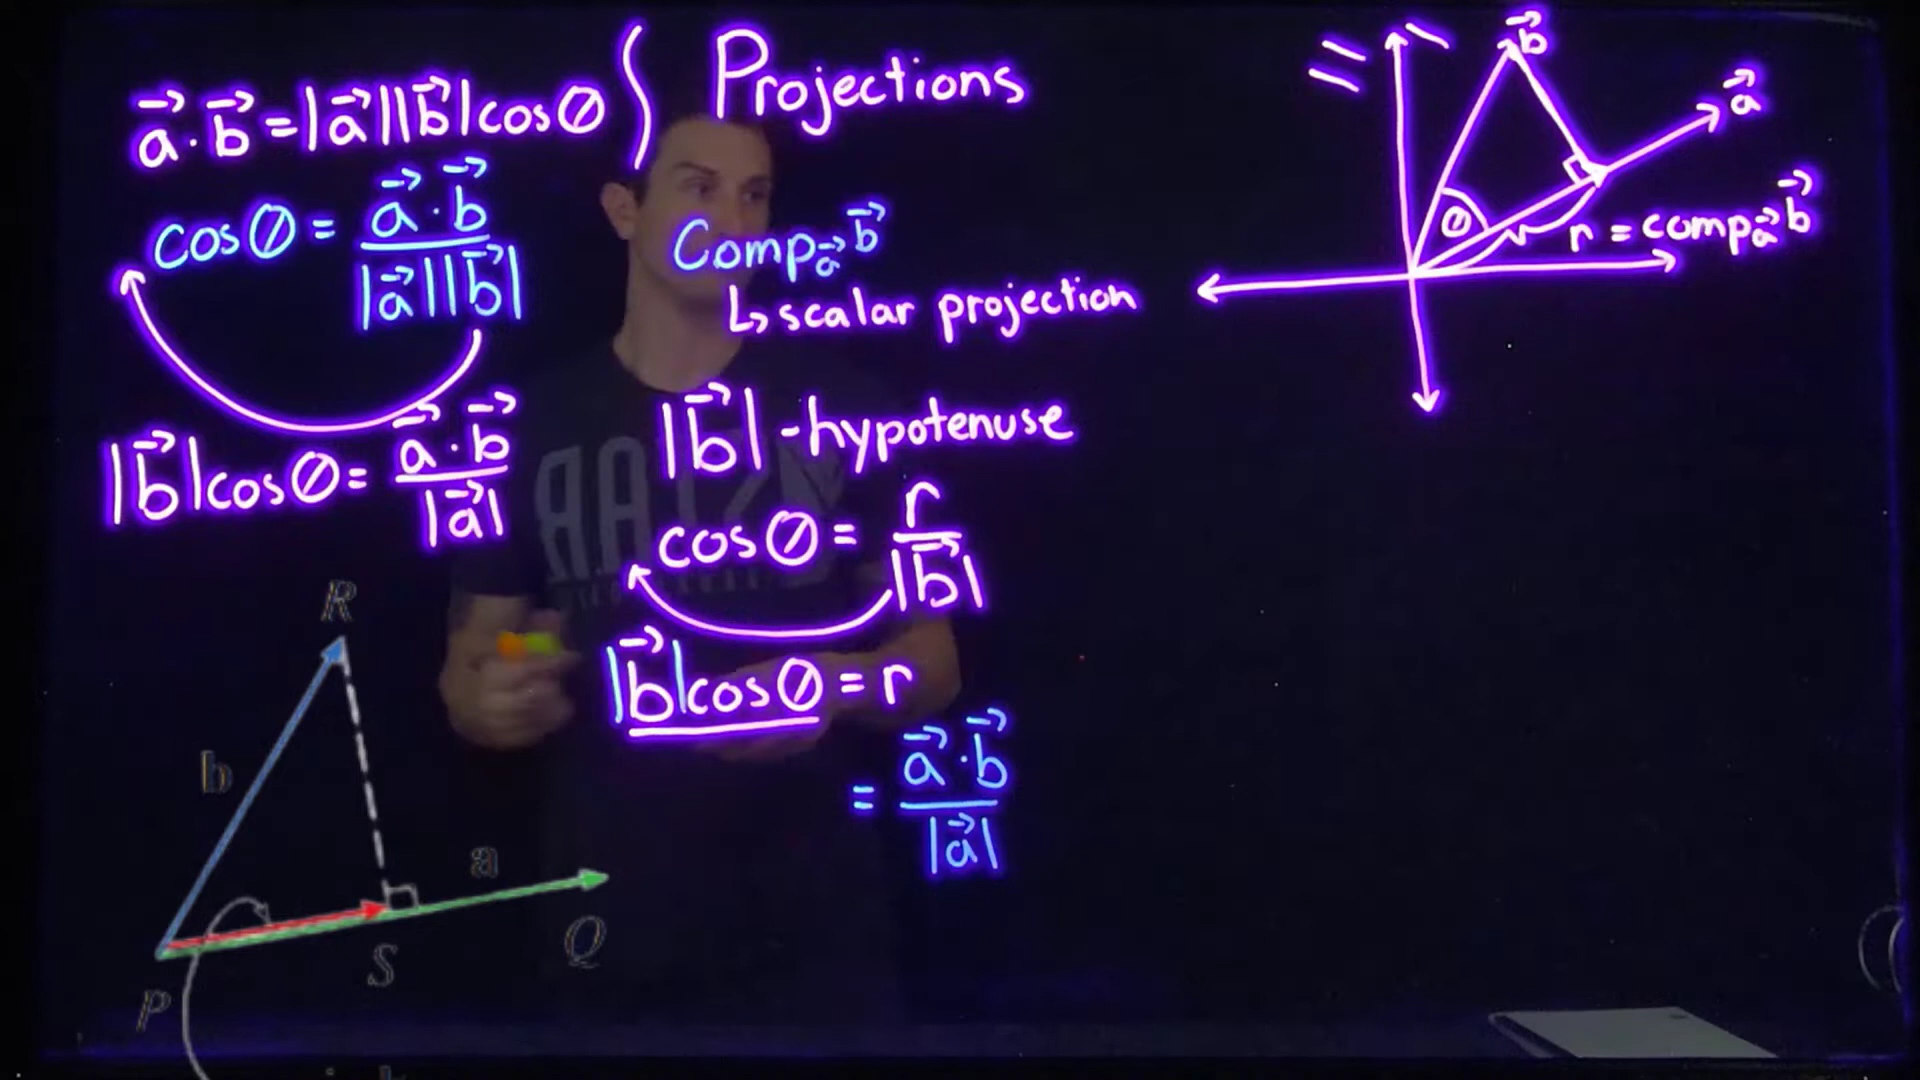 a⃗ · b⃗ = |a⃗||b⃗|cosθ
cosθ = a⃗ · b⃗ / |a⃗||b⃗|
|b⃗|cosθ = a⃗ · b⃗ / |a⃗|
Projections
Comp_a⃗ b⃗
↳ scalar projection
|b⃗| - hypotenuse
cosθ = r / |b⃗|
|b⃗|cosθ = r
= a⃗ · b⃗ / |a⃗|
b⃗
a⃗
θ
r = comp_a⃗ b⃗
R
b
a
S
Q
P